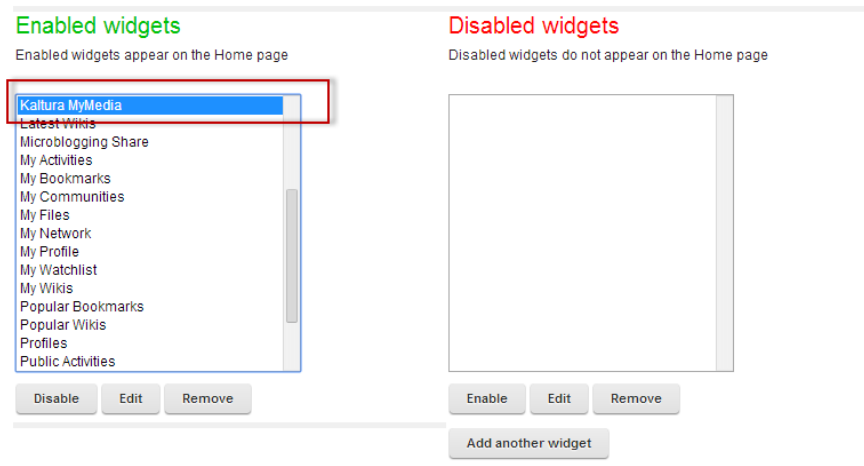 Enabled widgets
Enabled widgets appear on the Home page
Kaltura MyMedia
Latest Wikis
Microblogging Share
My Activities
My Bookmarks
My Communities
My Files
My Network
My Profile
My Watchlist
My Wikis
Popular Bookmarks
Popular Wikis
Profiles
Public Activities
Disable Edit Remove
Disabled widgets
Disabled widgets do not appear on the Home page
Enable Edit Remove
Add another widget